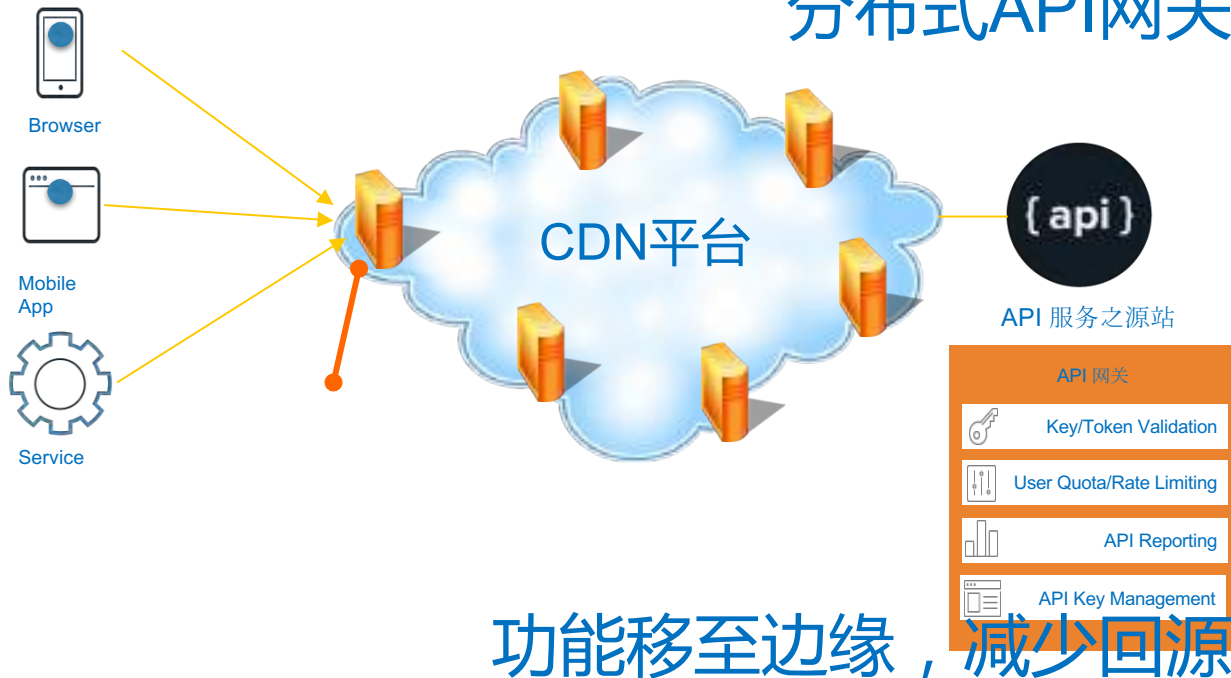 分布式API网关
Browser
Mobile
App
Service
CDN平台
{ api }
API 服务之源站
API 网关
Key/Token Validation
User Quota/Rate Limiting
API Reporting
API Key Management
功能移至边缘，减少回源